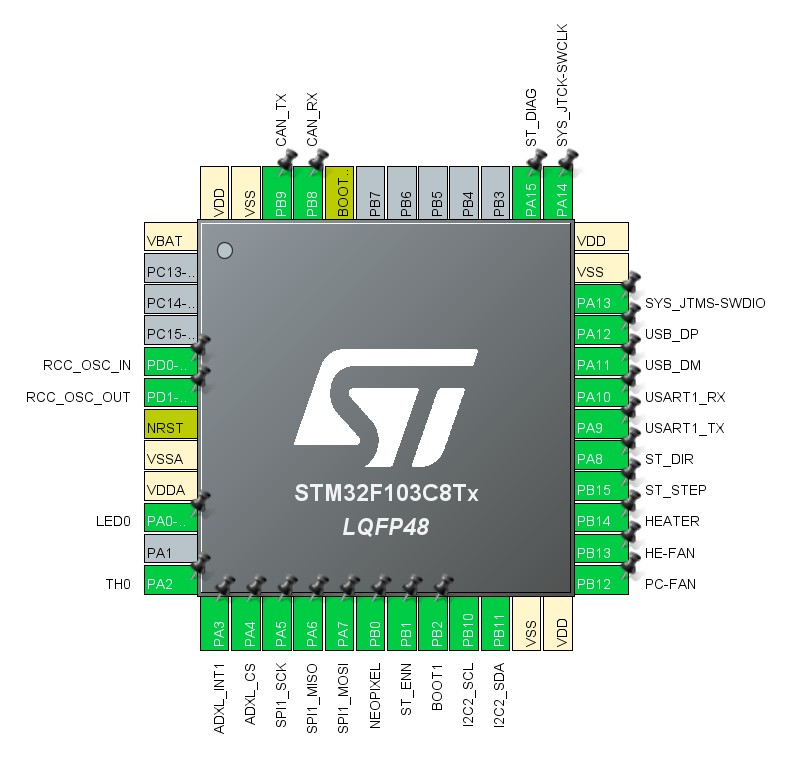 CAN_TX
CAN_RX
ST_DIAG
SYS_JTCK-SWCLK
VDD
VSS
PB9
PB8
BOOT..
PB7
PB6
PB5
PB4
PB3
PA15
PA14
VBAT
PC13-..
PC14-..
PC15-..
RCC_OSC_IN PD0-..
RCC_OSC_OUT PD1-..
NRST
VSSA
VDDA
LED0 PA0-..
PA1
TH0 PA2
VDD
VSS
PA13 SYS_JTMS-SWDIO
PA12 USB_DP
PA11 USB_DM
PA10 USART1_RX
PA9 USART1_TX
PA8 ST_DIR
PB15 ST_STEP
PB14 HEATER
PB13 HE-FAN
PB12 PC-FAN
ST
STM32F103C8Tx
LQFP48
PA3
PA4
PA5
PA6
PA7
PB0
PB1
PB2
PB10
PB11
VSS
VDD
ADXL_INT1
ADXL_CS
SPI1_SCK
SPI1_MISO
SPI1_MOSI
NEOPIXEL
ST_ENN
BOOT1
I2C2_SCL
I2C2_SDA